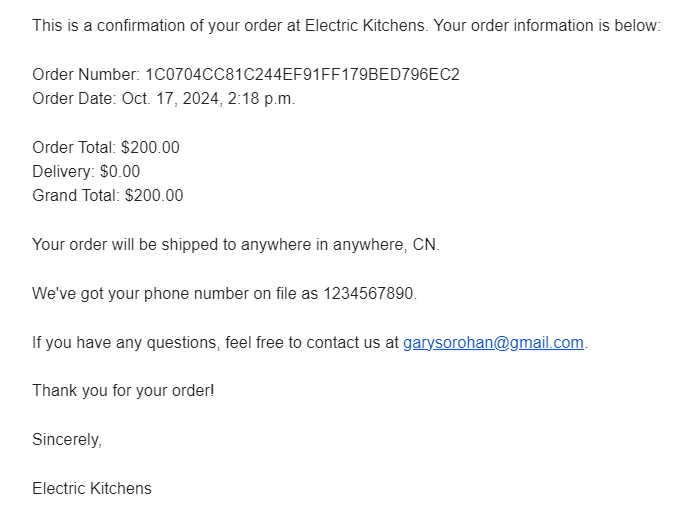 This is a confirmation of your order at Electric Kitchens. Your order information is below:
Order Number: 1C0704CC81C244EF91FF179BED796EC2
Order Date: Oct. 17, 2024, 2:18 p.m.
Order Total: $200.00
Delivery: $0.00
Grand Total: $200.00
Your order will be shipped to anywhere in anywhere, CN.
We've got your phone number on file as 1234567890.
If you have any questions, feel free to contact us at garysorohan@gmail.com.
Thank you for your order!
Sincerely,
Electric Kitchens